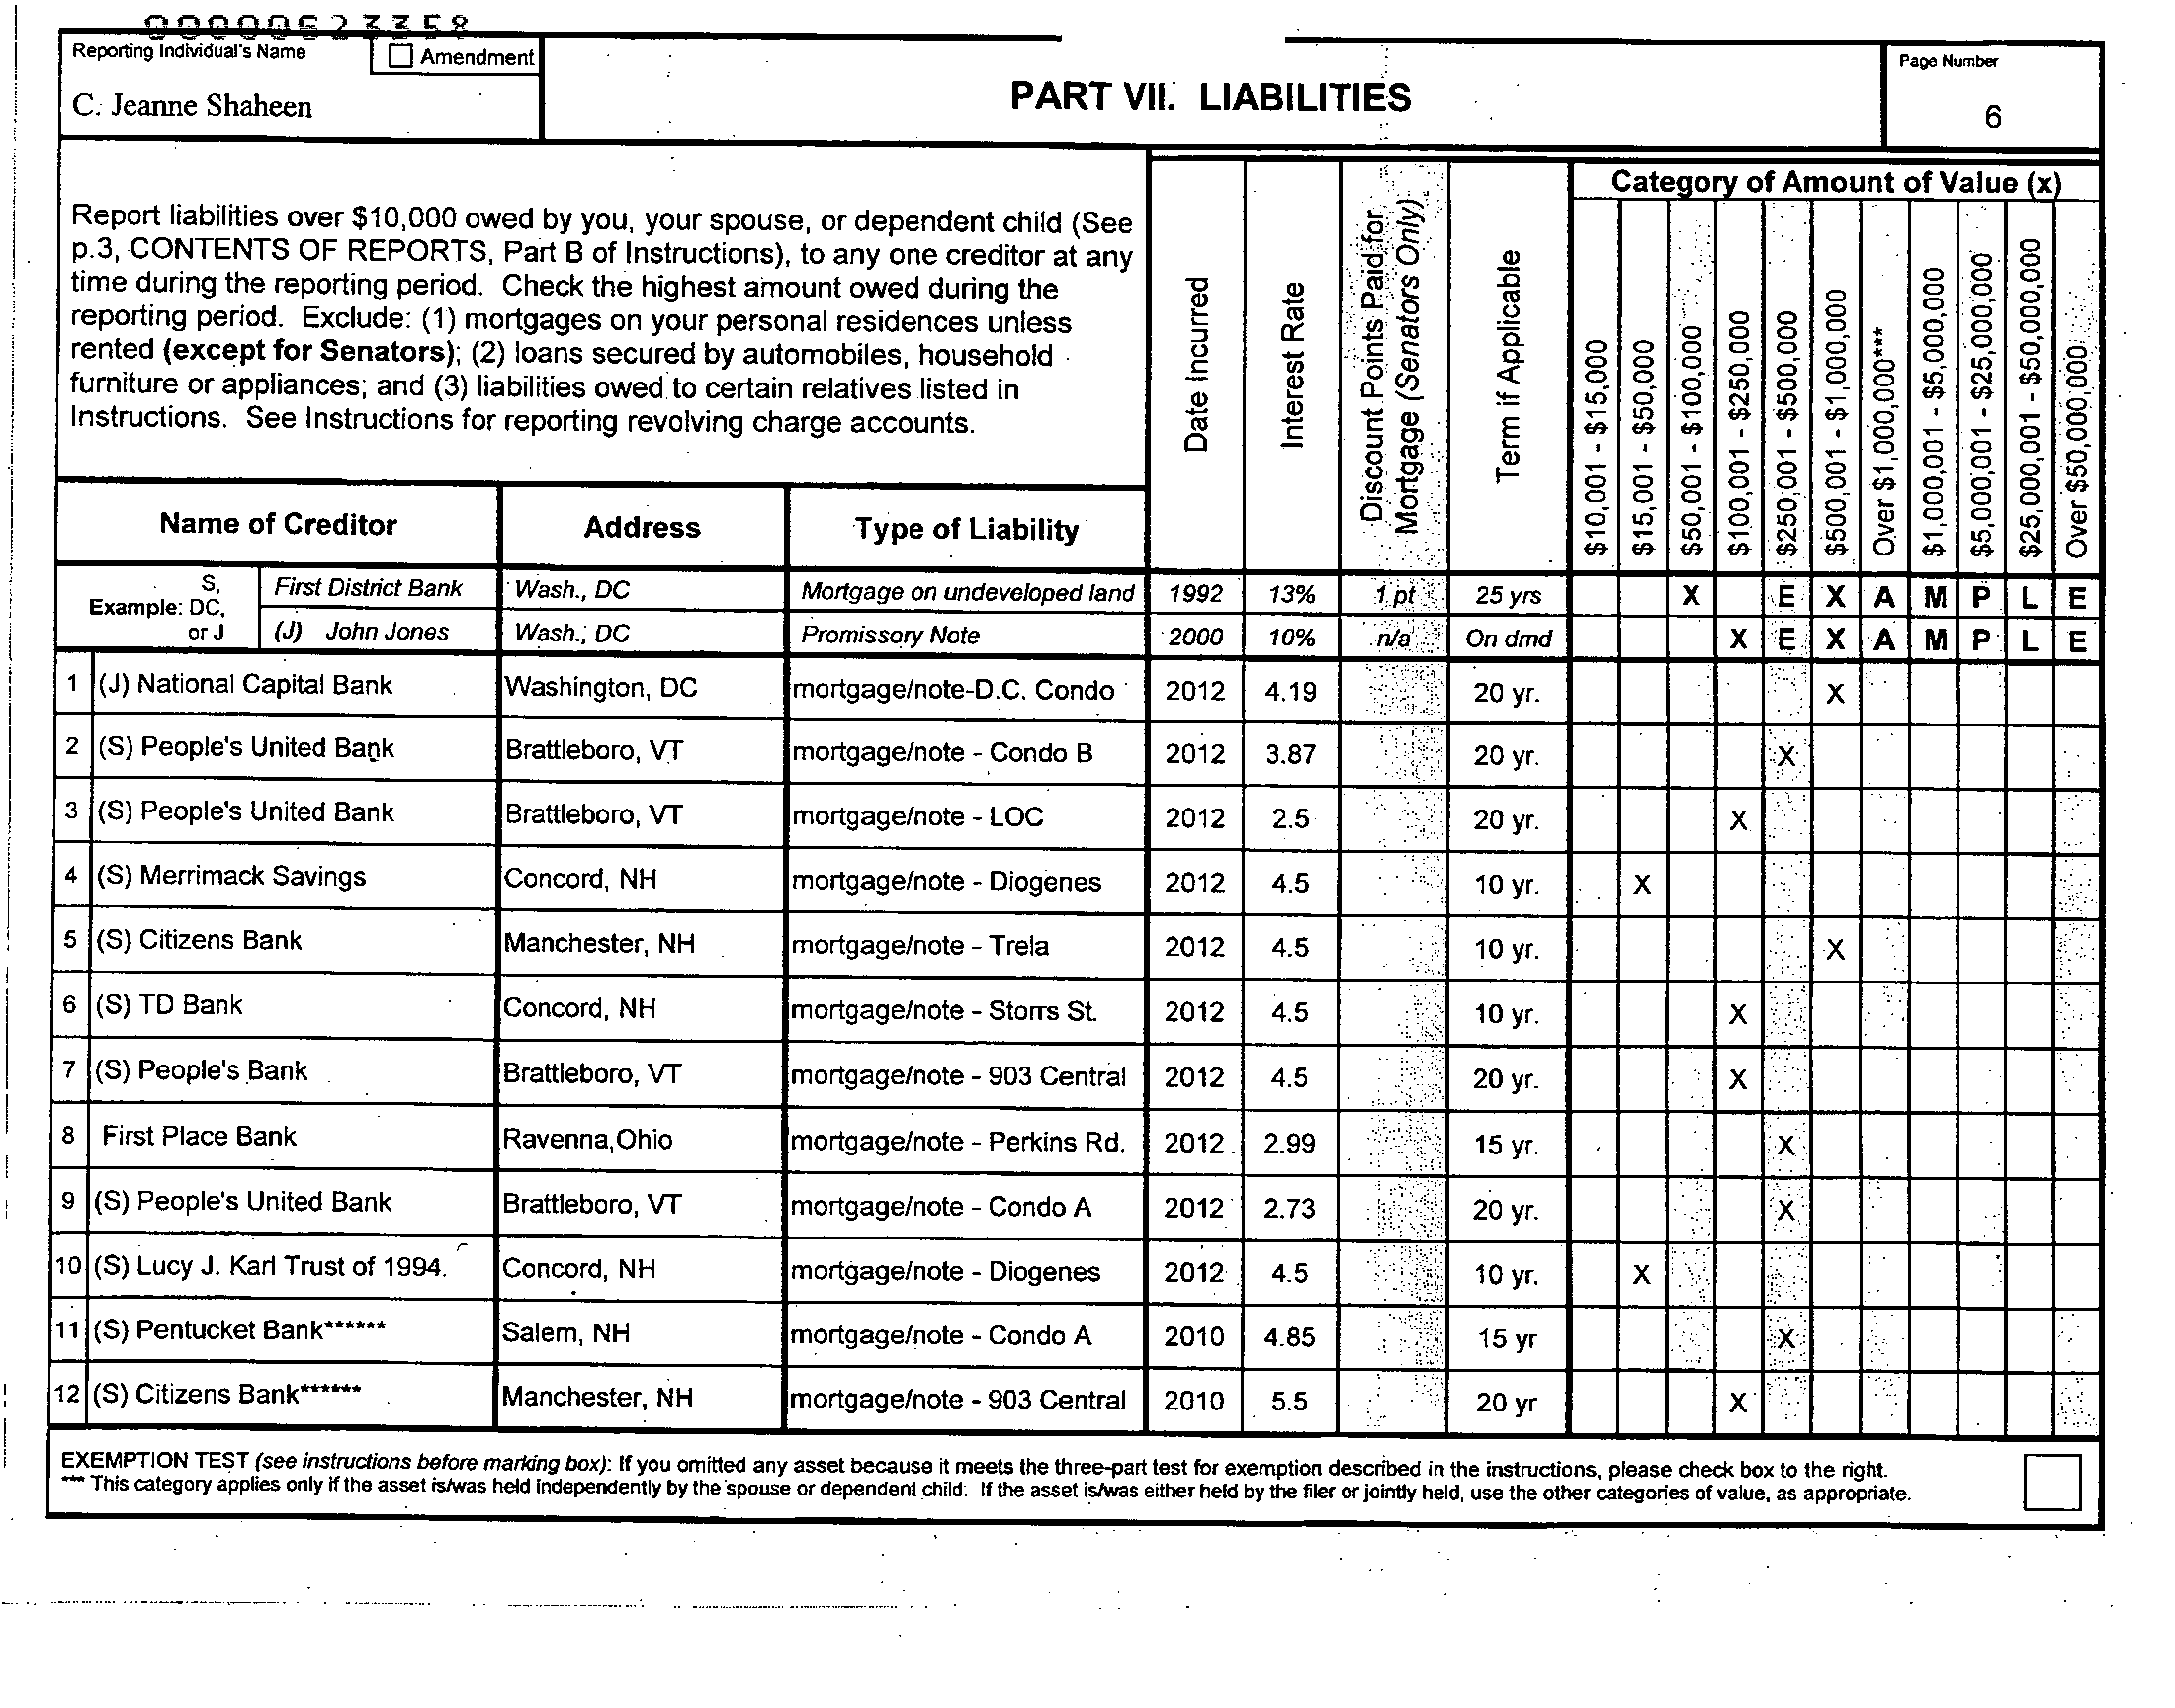 00000623358
Reporting Individual's Name
Amendment
C. Jeanne Shaheen
PART VII. LIABILITIES
Page Number
6
Report liabilities over $10,000 owed by you, your spouse, or dependent child (See
p.3, CONTENTS OF REPORTS, Part B of Instructions), to any one creditor at any
time during the reporting period. Check the highest amount owed during the
reporting period. Exclude: (1) mortgages on your personal residences unless
rented (except for Senators); (2) loans secured by automobiles, household
furniture or appliances; and (3) liabilities owed to certain relatives listed in
Instructions. See Instructions for reporting revolving charge accounts.
Date Incurred
Interest Rate
Discount Points Paid for
Mortgage (Senators Only)
Term if Applicable
Category of Amount of Value (x)
$10,001 - $15,000
$15,001 - $50,000
$50,001 - $100,000
$100,001 - $250,000
$250,001 - $500,000
$500,001 - $1,000,000
Over $1,000,000***
$1,000,001 - $5,000,000
$5,000,001 - $25,000,000
$25,000,001 - $50,000,000
Over $50,000,000
Name of Creditor Address Type of Liability
Example: S, DC, or J
First District Bank Wash., DC Mortgage on undeveloped land 1992 13% 1 pt 25 yrs X E X A M P L E
(J) John Jones Wash., DC Promissory Note 2000 10% n/a On dmd X E X A M P L E
1 (J) National Capital Bank Washington, DC mortgage/note-D.C. Condo 2012 4.19 20 yr. X
2 (S) People's United Bank Brattleboro, VT mortgage/note - Condo B 2012 3.87 20 yr. X
3 (S) People's United Bank Brattleboro, VT mortgage/note - LOC 2012 2.5 20 yr. X
4 (S) Merrimack Savings Concord, NH mortgage/note - Diogenes 2012 4.5 10 yr. X
5 (S) Citizens Bank Manchester, NH mortgage/note - Trela 2012 4.5 10 yr. X
6 (S) TD Bank Concord, NH mortgage/note - Storrs St. 2012 4.5 10 yr. X
7 (S) People's Bank Brattleboro, VT mortgage/note - 903 Central 2012 4.5 20 yr. X
8 First Place Bank Ravenna,Ohio mortgage/note - Perkins Rd. 2012 2.99 15 yr. X
9 (S) People's United Bank Brattleboro, VT mortgage/note - Condo A 2012 2.73 20 yr. X
10 (S) Lucy J. Karl Trust of 1994. Concord, NH mortgage/note - Diogenes 2012 4.5 10 yr. X
11 (S) Pentucket Bank****** Salem, NH mortgage/note - Condo A 2010 4.85 15 yr X
12 (S) Citizens Bank****** Manchester, NH mortgage/note - 903 Central 2010 5.5 20 yr X
EXEMPTION TEST (see instructions before marking box): If you omitted any asset because it meets the three-part test for exemption described in the instructions, please check box to the right.
*** This category applies only if the asset is/was held independently by the spouse or dependent child. If the asset is/was either held by the filer or jointly held, use the other categories of value, as appropriate.